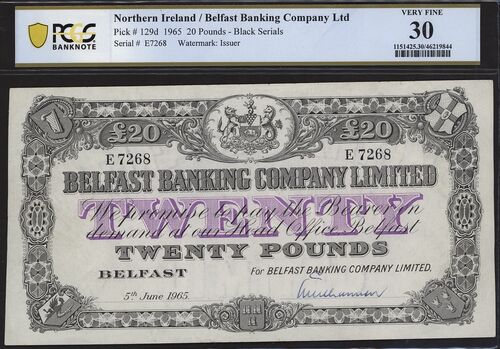 PCGS
BANKNOTE
Northern Ireland / Belfast Banking Company Ltd
Pick # 129d 1965 20 Pounds - Black Serials
Serial # E7268 Watermark: Issuer
VERY FINE
30
1151425.30/46219844
£20
£20
E 7268
E 7268
BELFAST BANKING COMPANY LIMITED
TWENTY
We promise to pay the Bearer on
demand at our Head Office Belfast
TWENTY POUNDS
BELFAST
For BELFAST BANKING COMPANY LIMITED.
5th June 1965.